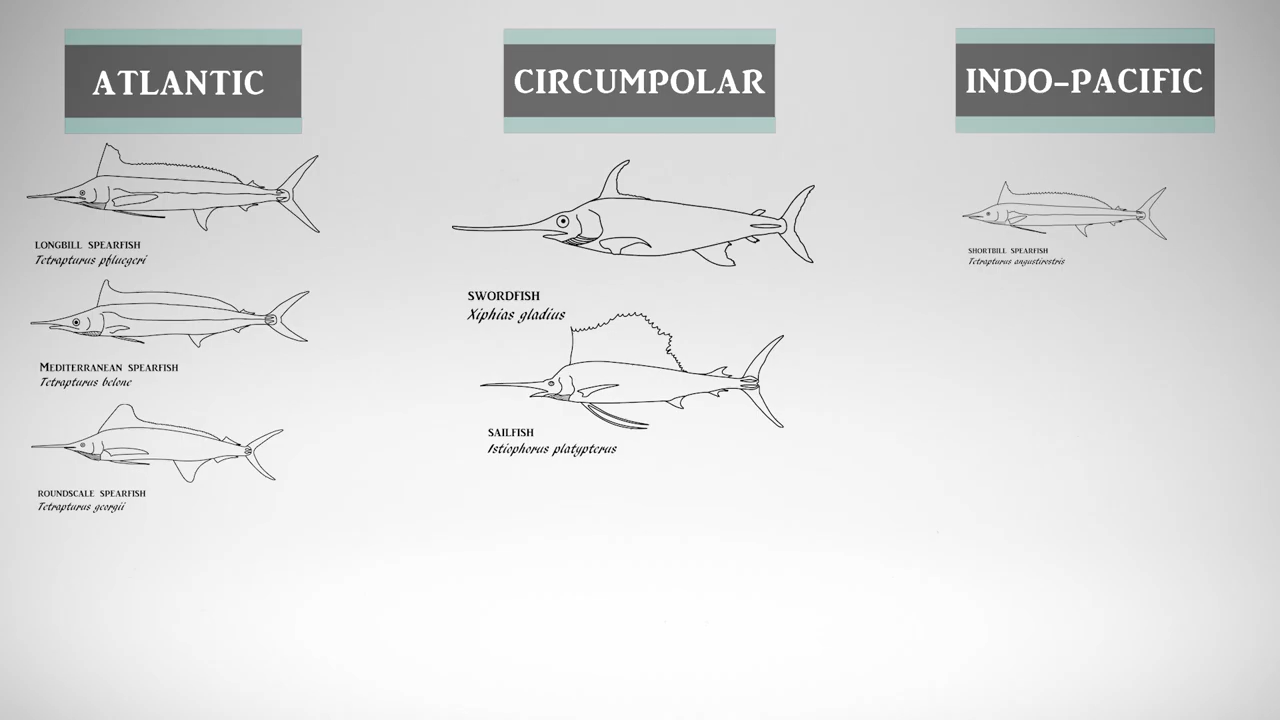 ATLANTIC
LONGBILL SPEARFISH
Tetrapturus pfluegeri
MEDITERRANEAN SPEARFISH
Tetrapturus belone
ROUNDSCALE SPEARFISH
Tetrapturus georgii
CIRCUMPOLAR
SWORDFISH
Xiphias gladius
SAILFISH
Istiophorus platypterus
INDO-PACIFIC
SHORTBILL SPEARFISH
Tetrapturus angustirostris